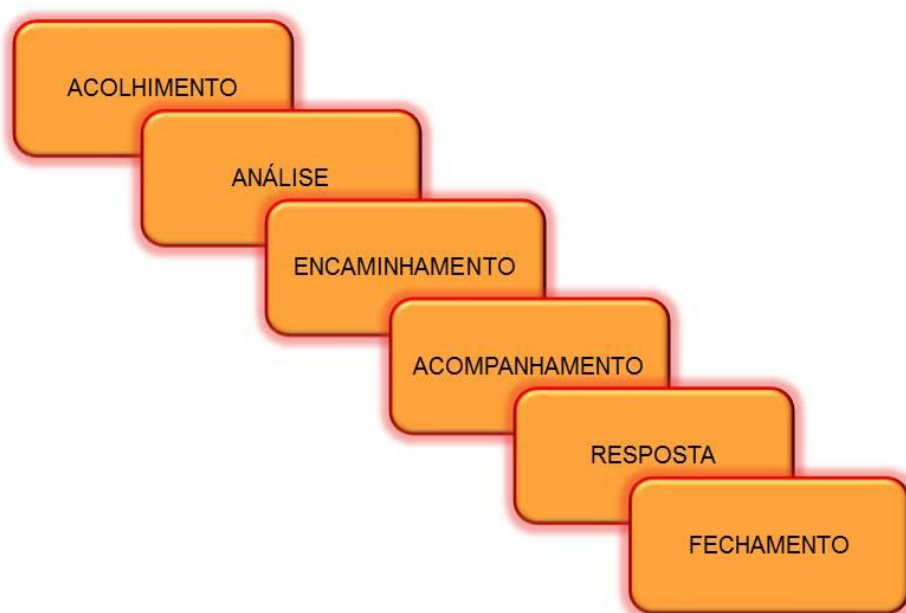 ACOLHIMENTO
ANÁLISE
ENCAMINHAMENTO
ACOMPANHAMENTO
RESPOSTA
FECHAMENTO